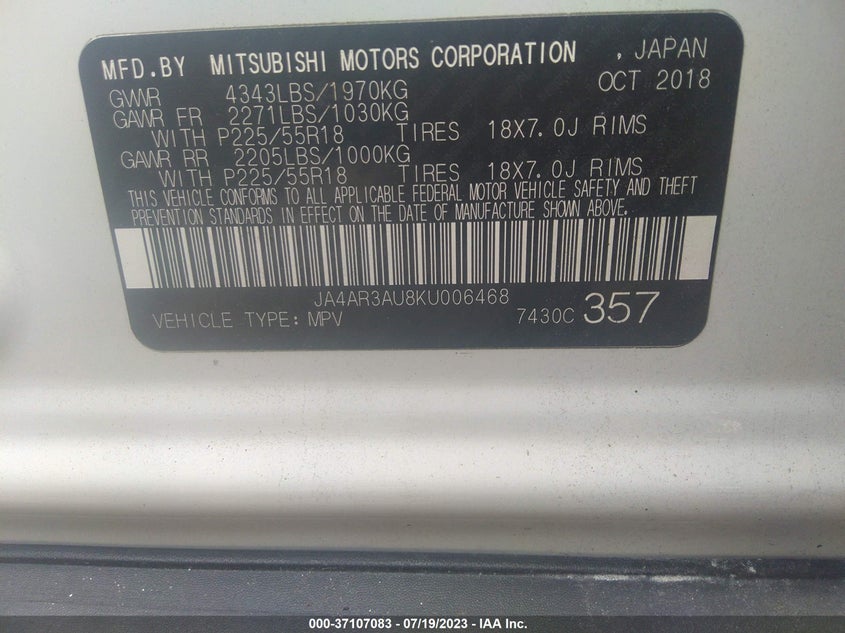 MFD.BY MITSUBISHI MOTORS CORPORATION , JAPAN
OCT 2018
GVWR 4343LBS/1970KG
GAWR FR 2271LBS/1030KG
WITH P225/55R18 TIRES 18X7.0J RIMS
GAWR RR 2205LBS/1000KG
WITH P225/55R18 TIRES 18X7.0J RIMS
THIS VEHICLE CONFORMS TO ALL APPLICABLE FEDERAL MOTOR VEHICLE SAFETY AND THEFT
PREVENTION STANDARDS IN EFFECT ON THE DATE OF MANUFACTURE SHOWN ABOVE.
JA4AR3AU8KU006468
VEHICLE TYPE: MPV 7430C 357
000-37107083 - 07/19/2023 - IAA Inc.